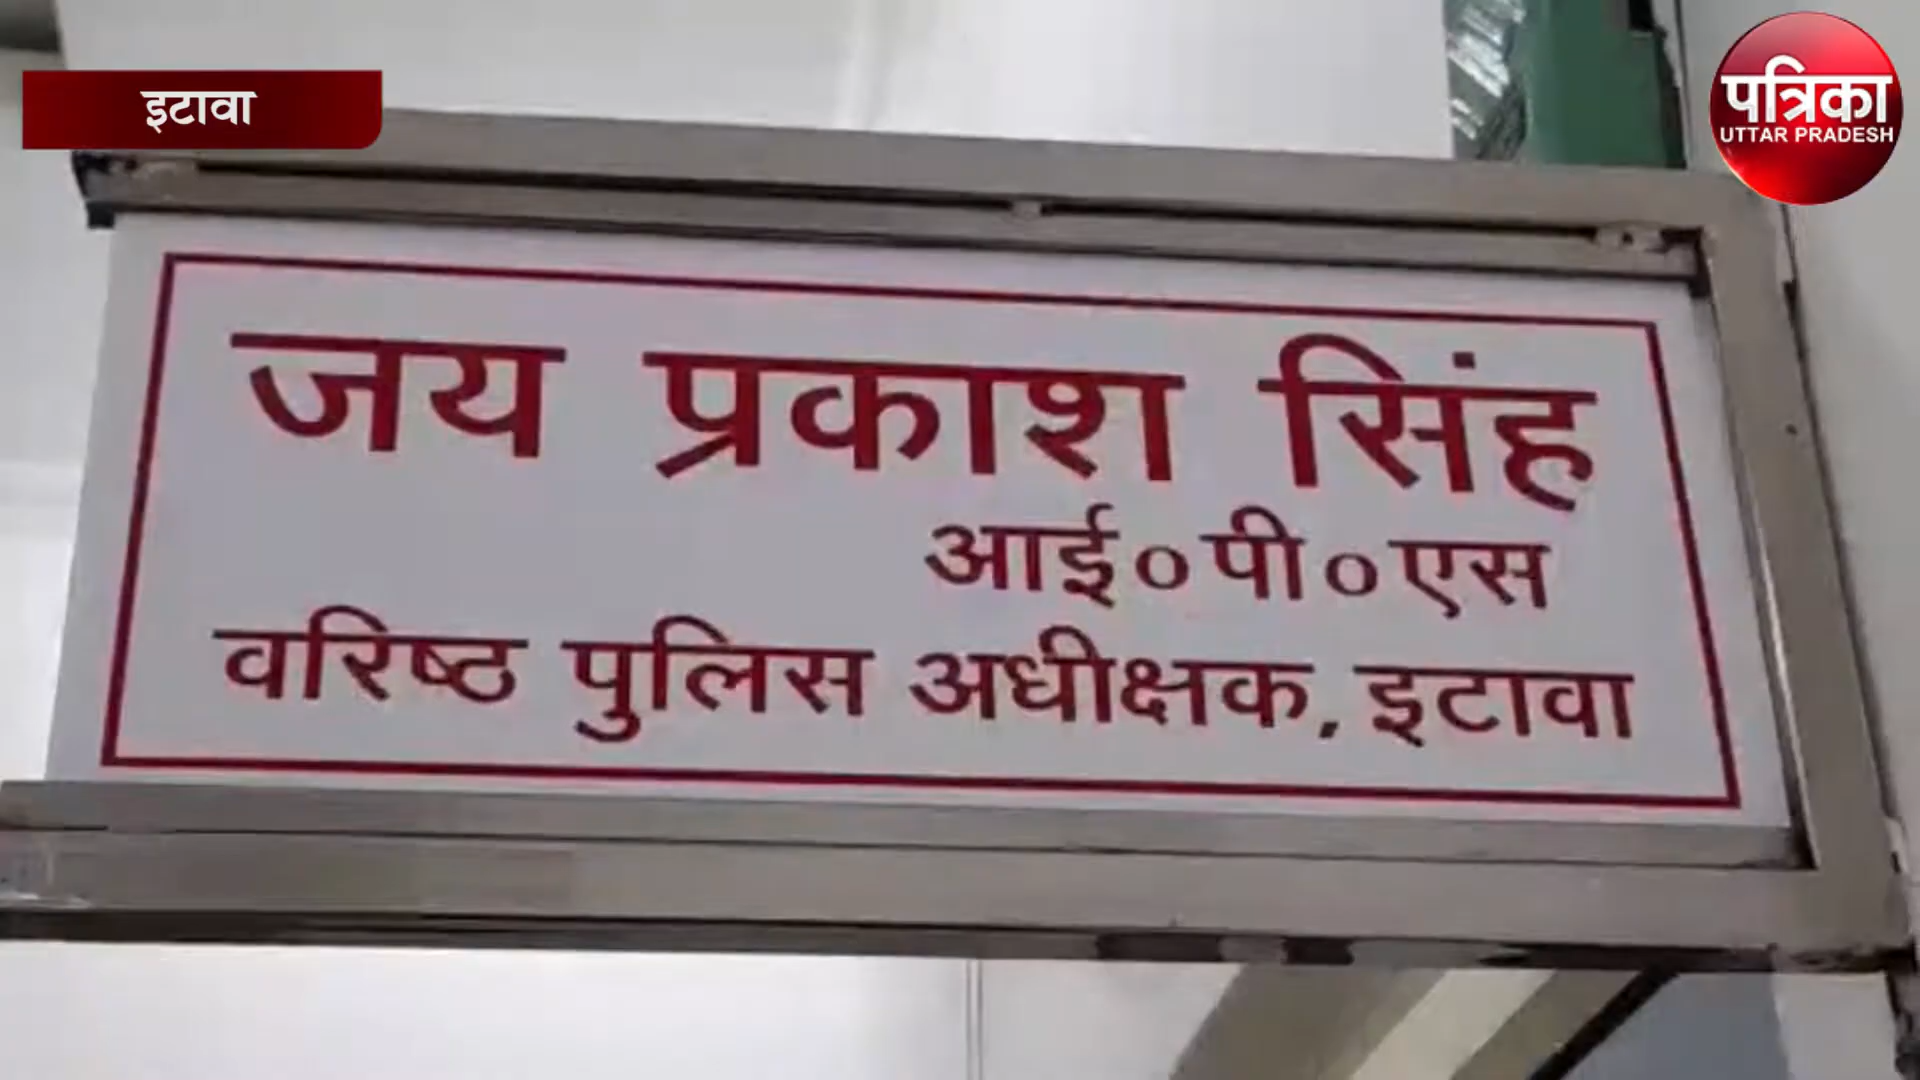 इटावा
पत्रिका
UTTAR PRADESH
जय प्रकाश सिंह
आई०पी०एस
वरिष्ठ पुलिस अधीक्षक, इटावा